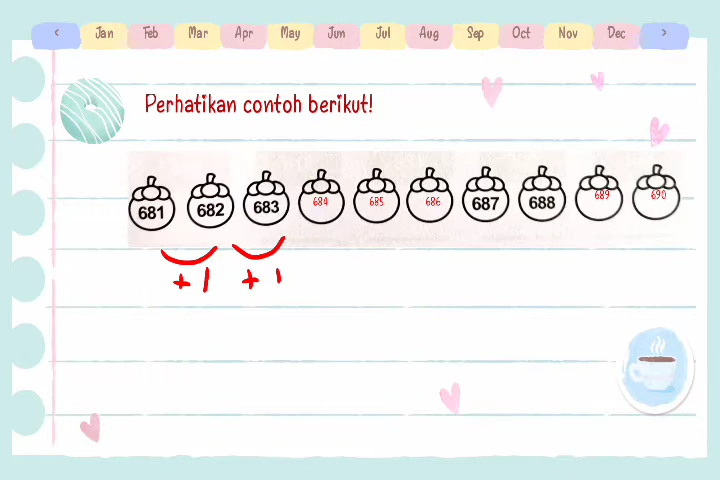 < Jan Feb Mar Apr May Jun Jul Aug Sep Oct Nov Dec >
Perhatikan contoh berikut!
681 682 683 684 685 686 687 688 689 690
+1 +1